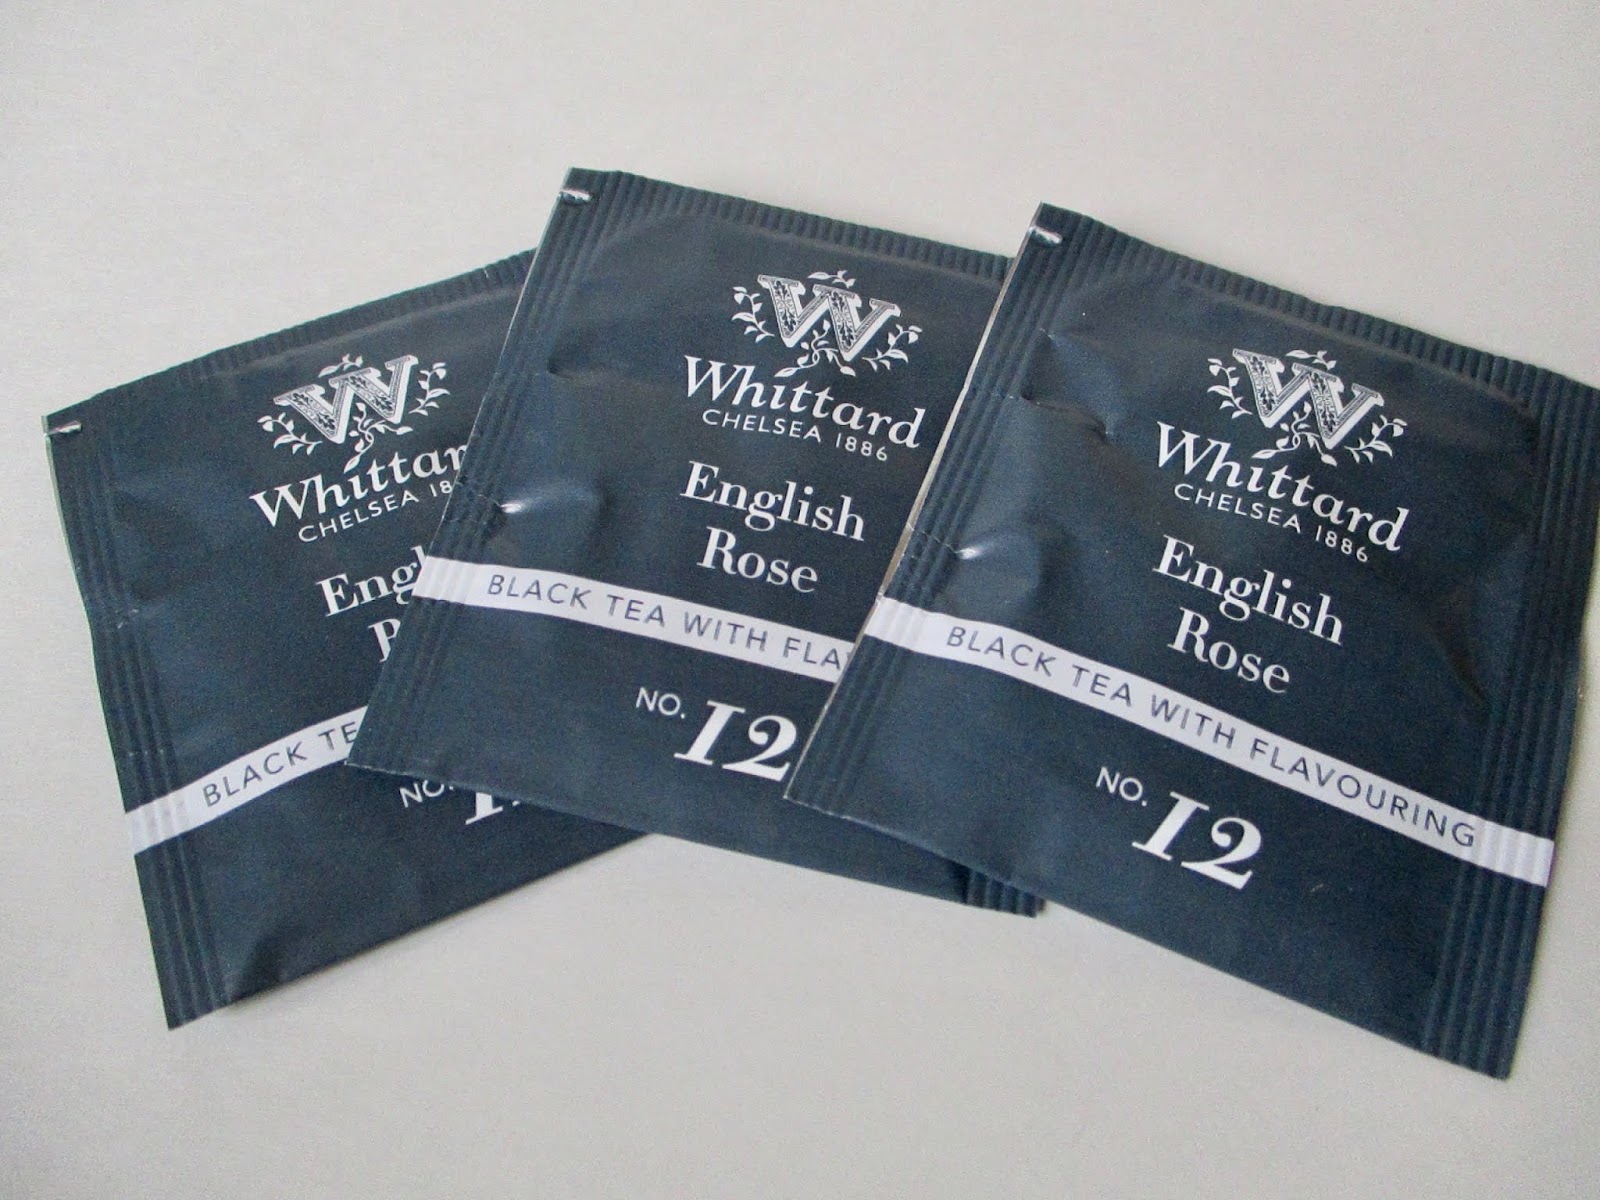 W
Whittar
CHELSEA 18
Engl
BLACK TE
NO.
W
Whittard
CHELSEA 1886
English
Rose
BLACK TEA WITH FLAV
NO. 12
W
Whittard
CHELSEA 1886
English
Rose
BLACK TEA WITH FLAVOURING
NO. 12